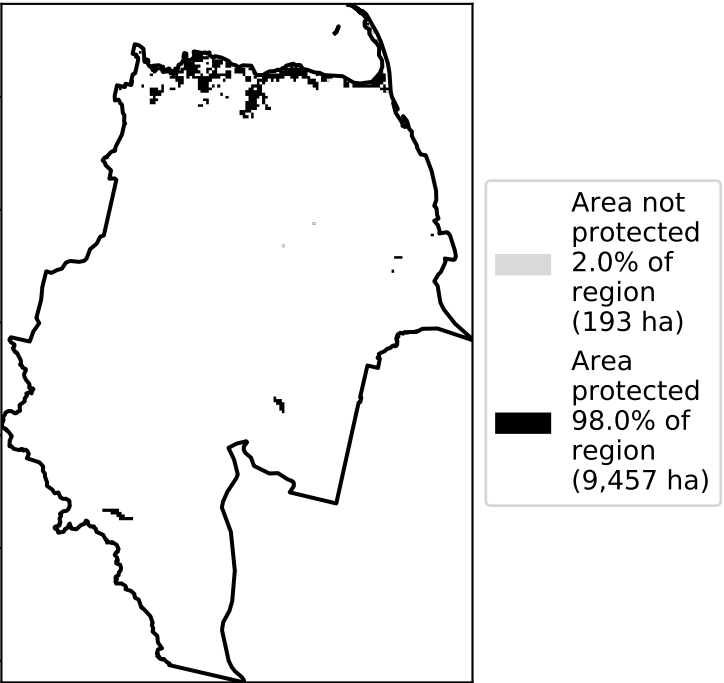 Area not
protected
2.0% of
region
(193 ha)
Area
protected
98.0% of
region
(9,457 ha)